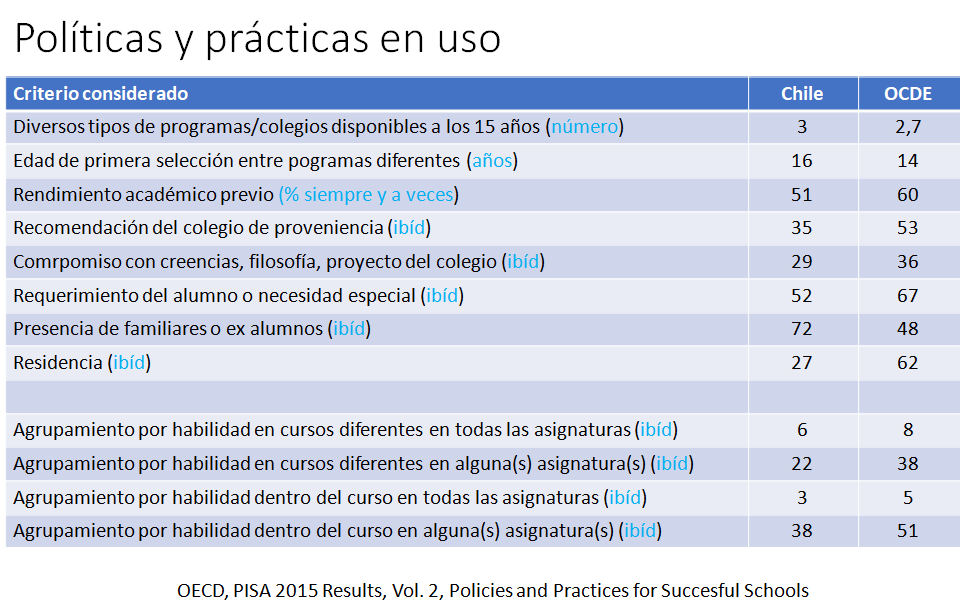 Políticas y prácticas en uso
Criterio considerado Chile OCDE
Diversos tipos de programas/colegios disponibles a los 15 años (número) 3 2,7
Edad de primera selección entre pogramas diferentes (años) 16 14
Rendimiento académico previo (% siempre y a veces) 51 60
Recomendación del colegio de proveniencia (ibíd) 35 53
Comrpomiso con creencias, filosofía, proyecto del colegio (ibíd) 29 36
Requerimiento del alumno o necesidad especial (ibíd) 52 67
Presencia de familiares o ex alumnos (ibíd) 72 48
Residencia (ibíd) 27 62
Agrupamiento por habilidad en cursos diferentes en todas las asignaturas (ibíd) 6 8
Agrupamiento por habilidad en cursos diferentes en alguna(s) asignatura(s) (ibíd) 22 38
Agrupamiento por habilidad dentro del curso en todas las asignaturas (ibíd) 3 5
Agrupamiento por habilidad dentro del curso en alguna(s) asignatura(s) (ibíd) 38 51
OECD, PISA 2015 Results, Vol. 2, Policies and Practices for Succesful Schools